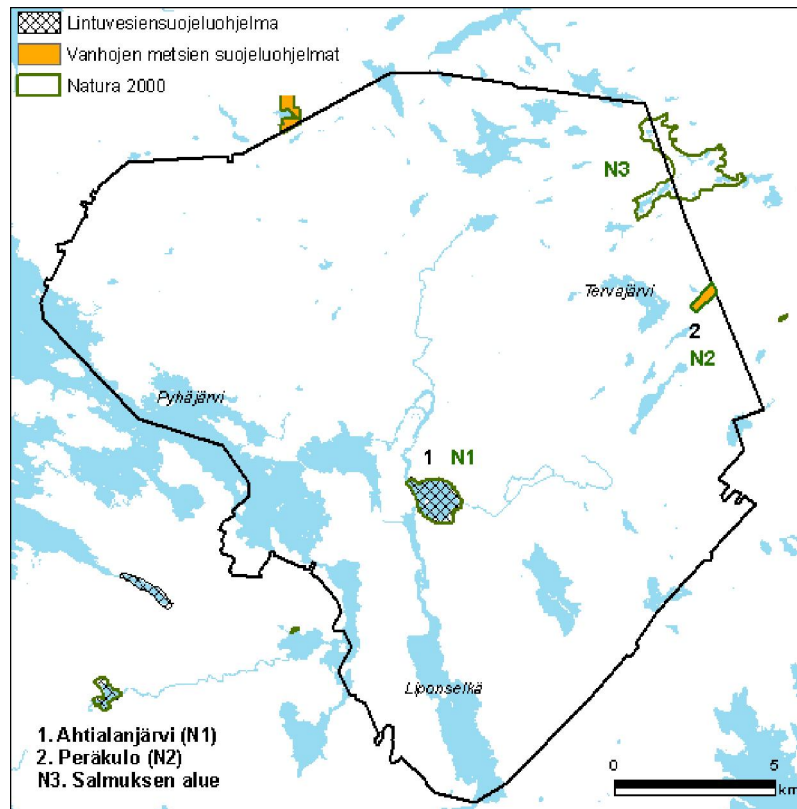 Lintuvesiensuojeluohjelma
Vanhojen metsien suojeluohjelmat
Natura 2000
N3
Tervajärvi
2
N2
Pyhäjärvi
1 N1
Liponselkä
1. Ahtialanjärvi (N1)
2. Peräkulo (N2)
N3. Salmuksen alue
0 5
km